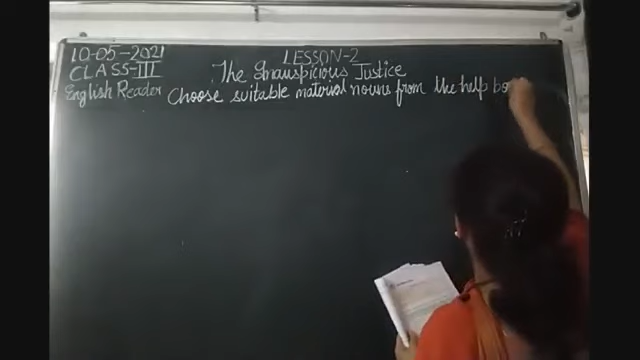 10-05-2021
LESSON-2
CLASS-III
The Inauspicious Justice
English Reader
Choose suitable material nouns from the help bo